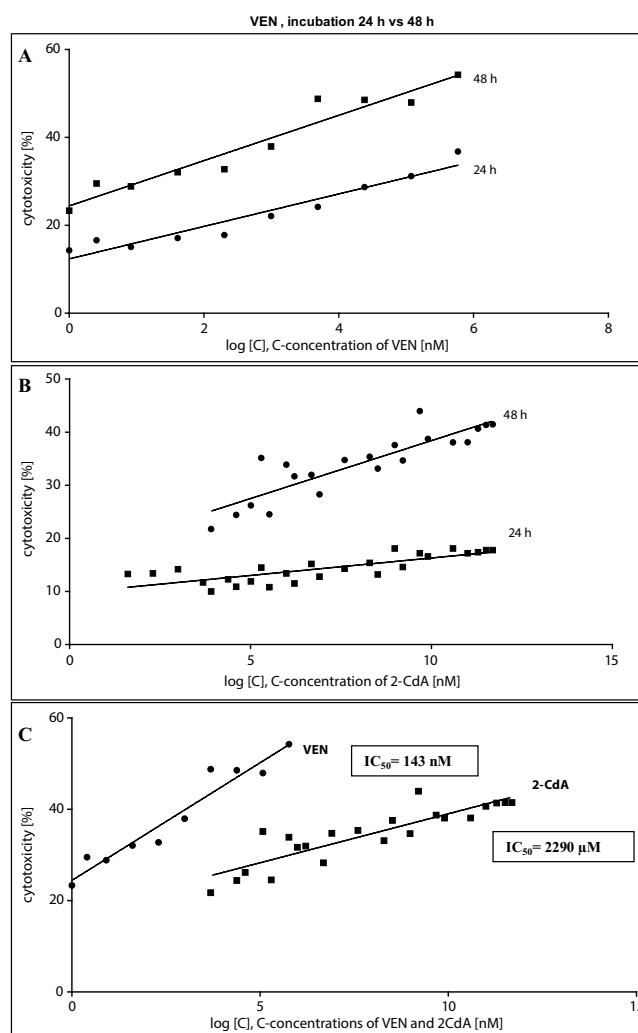 VEN , incubation 24 h vs 48 h
A
60
40
20
0
cytotoxicity [%]
48 h
24 h
0 2 4 6 8
log [C], C-concentration of VEN [nM]
B
50
40
30
20
10
0
cytotoxicity [%]
48 h
24 h
0 5 10 15
log [C], C-concentration of 2-CdA [nM]
C
60
40
20
0
cytotoxicity [%]
VEN
IC50= 143 nM
2-CdA
IC50= 2290 µM
0 5 10 15
log [C], C-concentrations of VEN and 2CdA [nM]